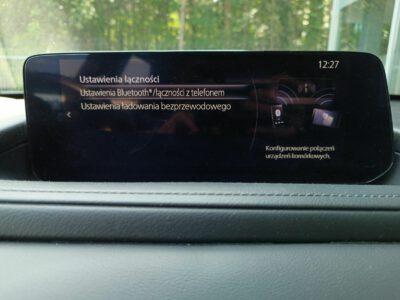 12:27
Ustawienia łączności
Ustawienia Bluetooth®/łączności z telefonem
Ustawienia ładowania bezprzewodowego
Konfigurowanie połączeń
urządzeń komórkowych.